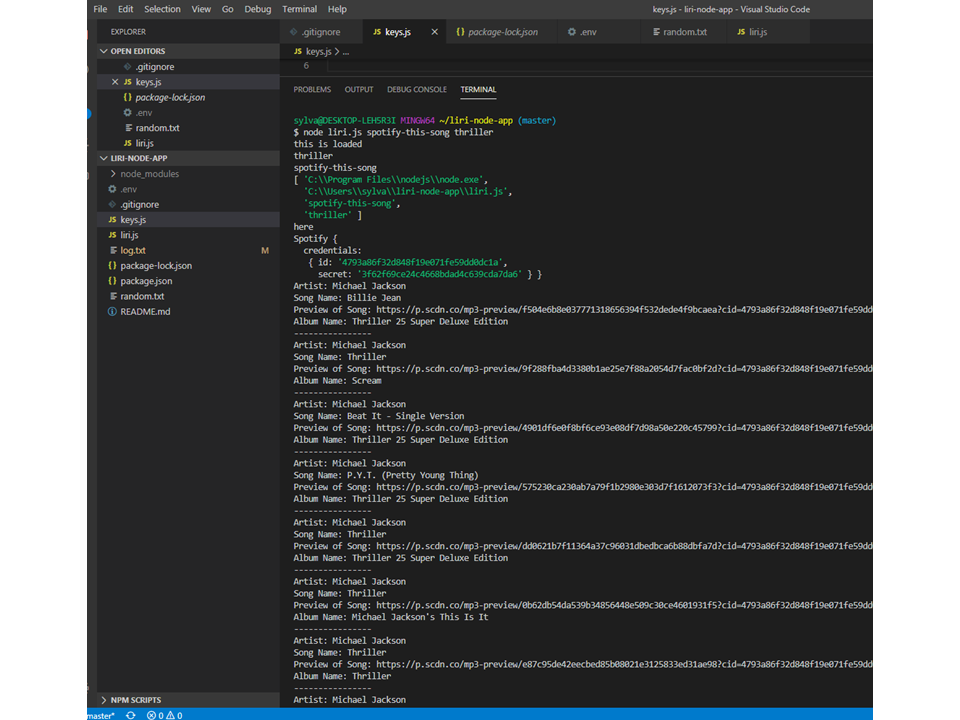 File Edit Selection View Go Debug Terminal Help keys.js - liri-node-app - Visual Studio Code
EXPLORER
OPEN EDITORS
.gitignore
JS keys.js
{} package-lock.json
.env
random.txt
JS liri.js
LIRI-NODE-APP
node_modules
.env
.gitignore
JS keys.js
JS liri.js
log.txt M
{} package-lock.json
{} package.json
random.txt
README.md
NPM SCRIPTS
.gitignore JS keys.js {} package-lock.json .env random.txt JS liri.js
JS keys.js > ...
6
PROBLEMS OUTPUT DEBUG CONSOLE TERMINAL
sylva@DESKTOP-LEH5R3I MINGW64 ~/liri-node-app (master)
$ node liri.js spotify-this-song thriller
this is loaded
thriller
spotify-this-song
[ 'C:\\Program Files\\nodejs\\node.exe',
'C:\\Users\\sylva\\liri-node-app\\liri.js',
'spotify-this-song',
'thriller' ]
here
Spotify {
credentials:
{ id: '4793a86f32d848f19e071fe59dd0dc1a',
secret: '3f62f69ce24c4668bdad4c639cda7da6' } }
Artist: Michael Jackson
Song Name: Billie Jean
Preview of Song: https://p.scdn.co/mp3-preview/f504e6b8e037771318656394f532dede4f9bcaea?cid=4793a86f32d848f19e071fe59dd
Album Name: Thriller 25 Super Deluxe Edition
----------------
Artist: Michael Jackson
Song Name: Thriller
Preview of Song: https://p.scdn.co/mp3-preview/9f288fba4d3380b1ae25e7f88a2054d7fac0bf2d?cid=4793a86f32d848f19e071fe59dd
Album Name: Scream
----------------
Artist: Michael Jackson
Song Name: Beat It - Single Version
Preview of Song: https://p.scdn.co/mp3-preview/4901df6e0f8bf6ce93e08df7d98a50e220c45799?cid=4793a86f32d848f19e071fe59dd
Album Name: Thriller 25 Super Deluxe Edition
----------------
Artist: Michael Jackson
Song Name: P.Y.T. (Pretty Young Thing)
Preview of Song: https://p.scdn.co/mp3-preview/575230ca230ab7a79f1b2980e303d7f1612073f3?cid=4793a86f32d848f19e071fe59dd
Album Name: Thriller 25 Super Deluxe Edition
----------------
Artist: Michael Jackson
Song Name: Thriller
Preview of Song: https://p.scdn.co/mp3-preview/dd0621b7f11364a37c96031dbedbca6b88dbfa7d?cid=4793a86f32d848f19e071fe59dd
Album Name: Thriller 25 Super Deluxe Edition
----------------
Artist: Michael Jackson
Song Name: Thriller
Preview of Song: https://p.scdn.co/mp3-preview/0b62db54da539b34856448e509c30ce4601931f5?cid=4793a86f32d848f19e071fe59dd
Album Name: Michael Jackson's This Is It
----------------
Artist: Michael Jackson
Song Name: Thriller
Preview of Song: https://p.scdn.co/mp3-preview/e87c95de42eecbed85b08021e3125833ed31ae98?cid=4793a86f32d848f19e071fe59dd
Album Name: Thriller
----------------
Artist: Michael Jackson
master* 0 0